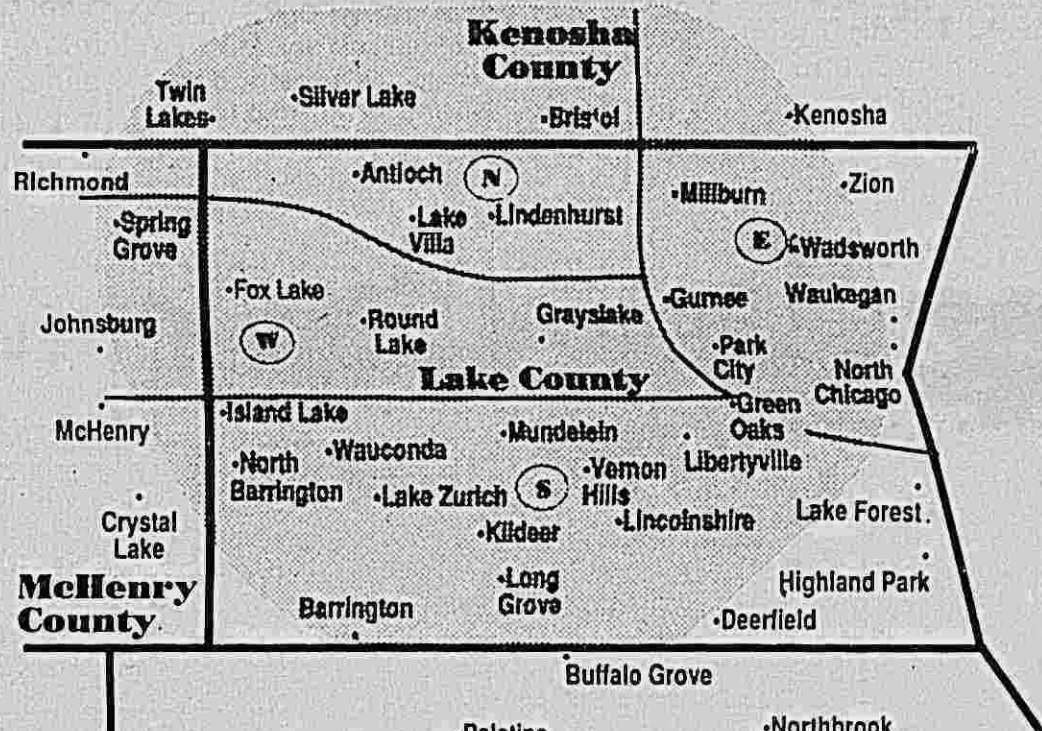 Kenosha
County
Twin
Lakes
Silver Lake
Bristol
Kenosha
Richmond
Antioch
N
Millburn
Zion
Spring
Grove
Lake
Villa
Lindenhurst
E
Wadsworth
Fox Lake
Gurnee
Waukegan
Johnsburg
W
Round
Lake
Grayslake
Park
City
North
Chicago
Lake County
Island Lake
Green
Oaks
McHenry
Mundelein
Wauconda
North
Barrington
Vernon
Hills
Libertyville
Lake Zurich
S
Crystal
Lake
Kildeer
Lincolnshire
Lake Forest
McHenry
County
Long
Grove
Highland Park
Barrington
Deerfield
Buffalo Grove
Palatine
Northbrook